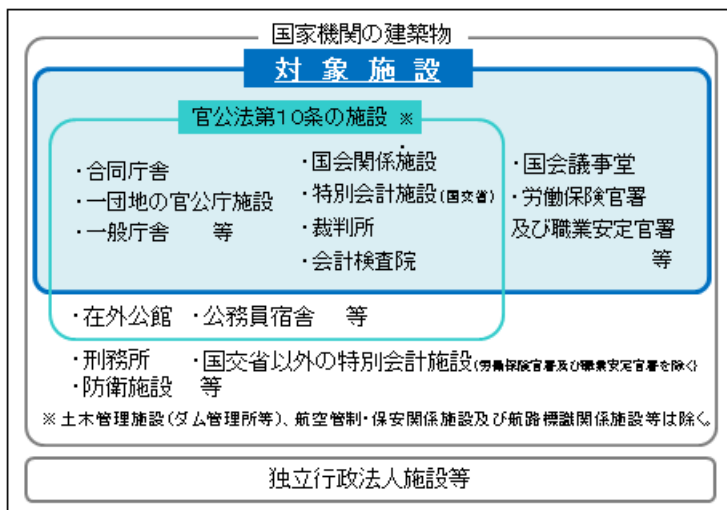 国家機関の建築物
対象施設
官公法第10条の施設 ※
・合同庁舎
・一団地の官公庁施設
・一般庁舎 等
・国会関係施設
・特別会計施設(国交省)
・裁判所
・会計検査院
・国会議事堂
・労働保険官署
及び職業安定官署
等
・在外公館 ・公務員宿舎 等
・刑務所 ・国交省以外の特別会計施設(労働保険官署及び職業安定官署を除く)
・防衛施設 等
※土木管理施設(ダム管理所等)、航空管制・保安関係施設及び航路標識関係施設等は除く。
独立行政法人施設等